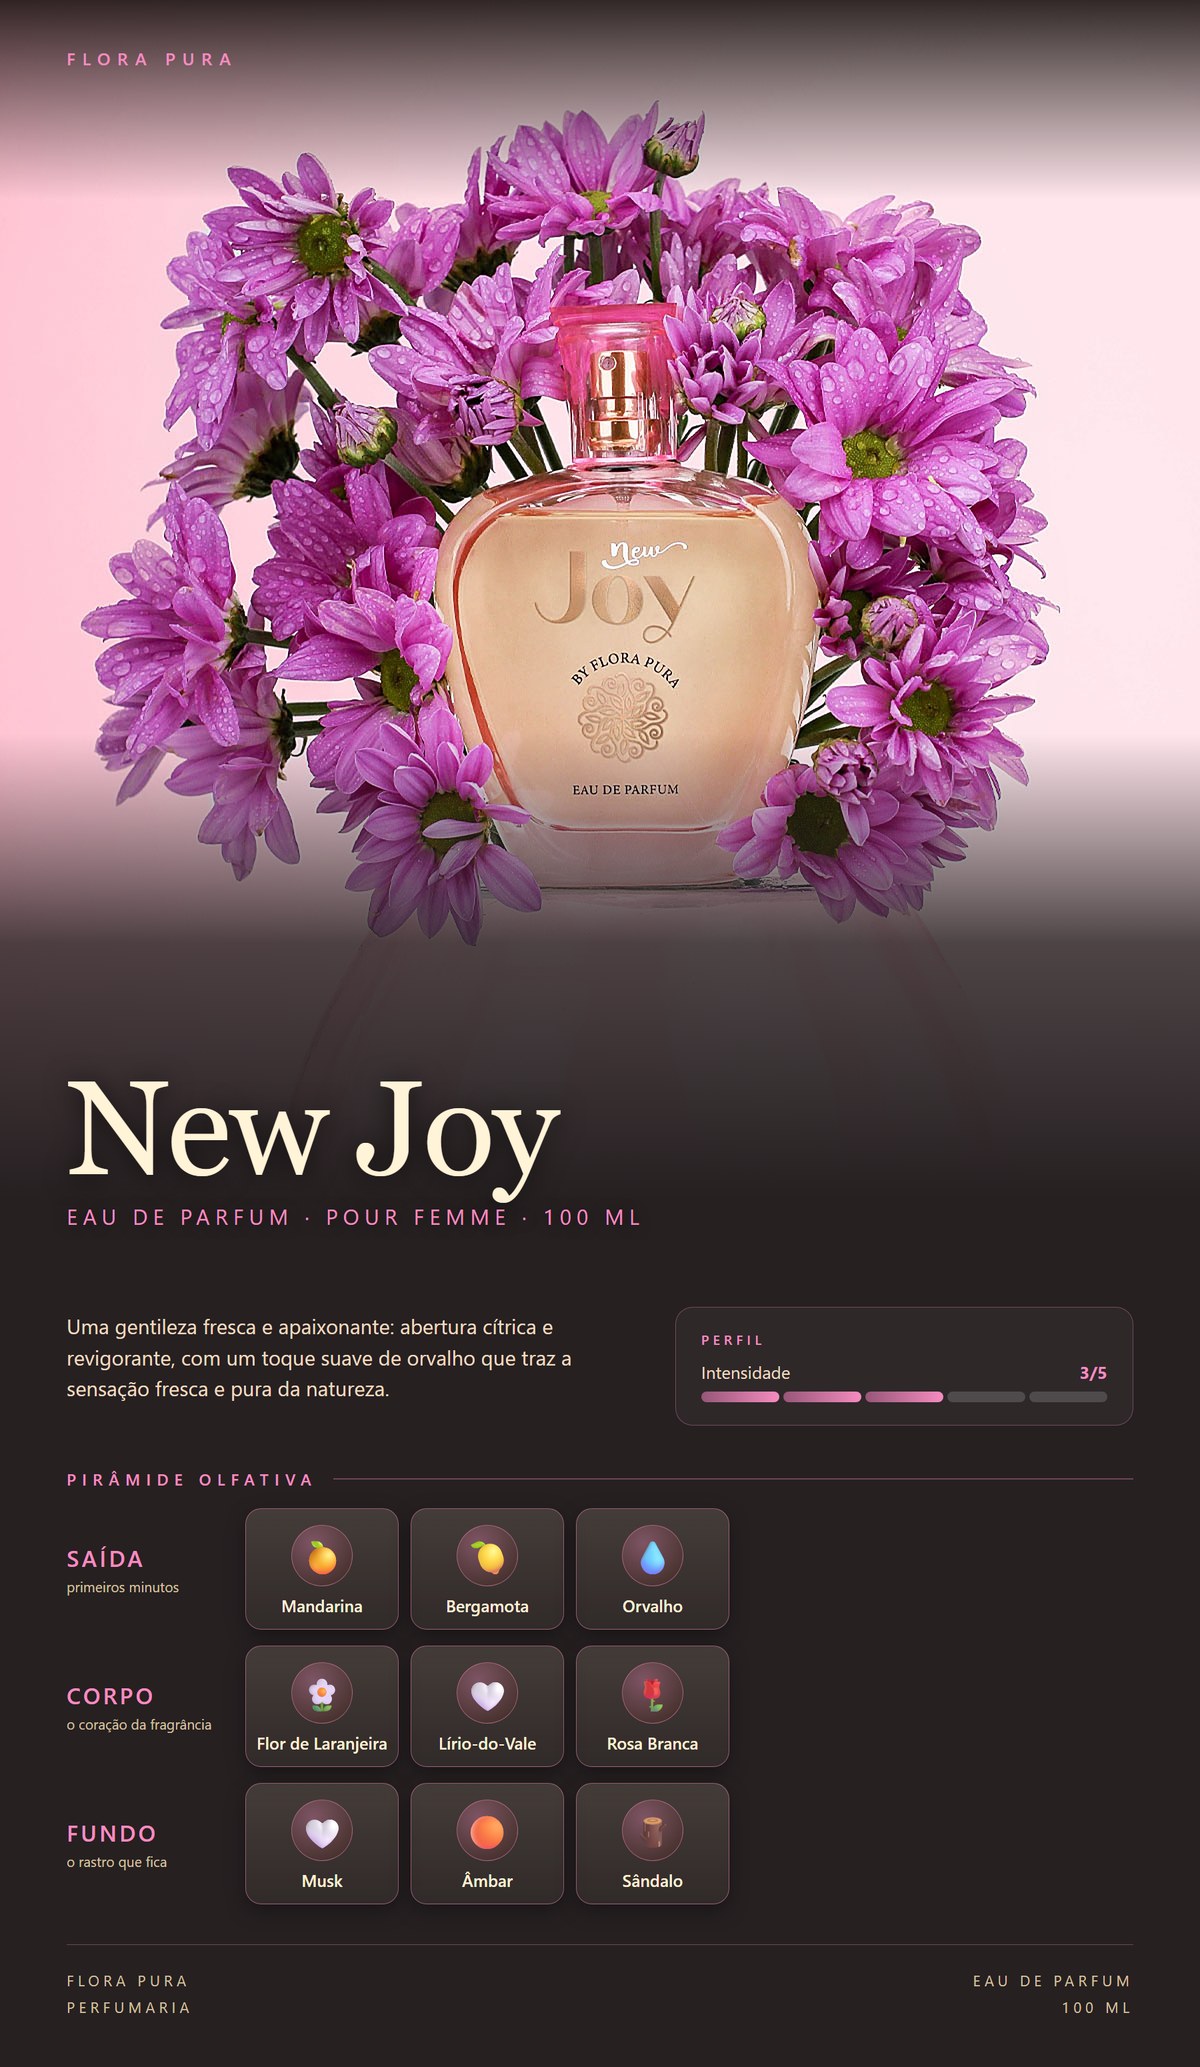 FLORA PURA
New
Joy
BY FLORA PURA
EAU DE PARFUM
New Joy
EAU DE PARFUM · POUR FEMME · 100 ML
Uma gentileza fresca e apaixonante: abertura cítrica e
revigorante, com um toque suave de orvalho que traz a
sensação fresca e pura da natureza.
PERFIL
Intensidade 3/5
PIRÂMIDE OLFATIVA
SAÍDA
primeiros minutos
Mandarina
Bergamota
Orvalho
CORPO
o coração da fragrância
Flor de Laranjeira
Lírio-do-Vale
Rosa Branca
FUNDO
o rastro que fica
Musk
Âmbar
Sândalo
FLORA PURA
PERFUMARIA
EAU DE PARFUM
100 ML